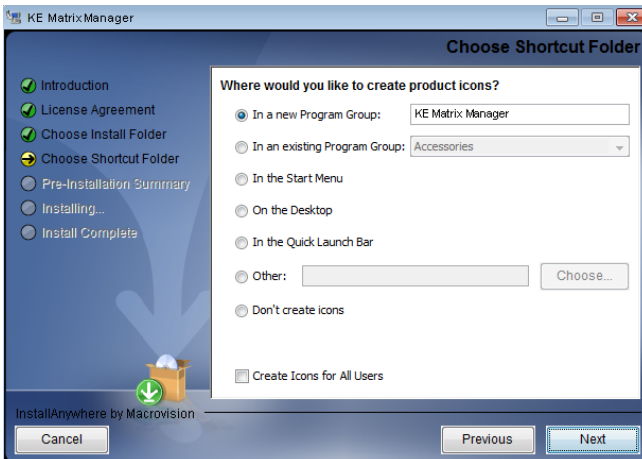 KE MatrixManager
Choose Shortcut Folder
Introduction
License Agreement
Choose Install Folder
Choose Shortcut Folder
Pre-Installation Summary
Installing...
Install Complete
Where would you like to create product icons?
In a new Program Group: KE Matrix Manager
In an existing Program Group: Accessories
In the Start Menu
On the Desktop
In the Quick Launch Bar
Other: Choose...
Don't create icons
Create Icons for All Users
InstallAnywhere by Macrovision
Cancel Previous Next